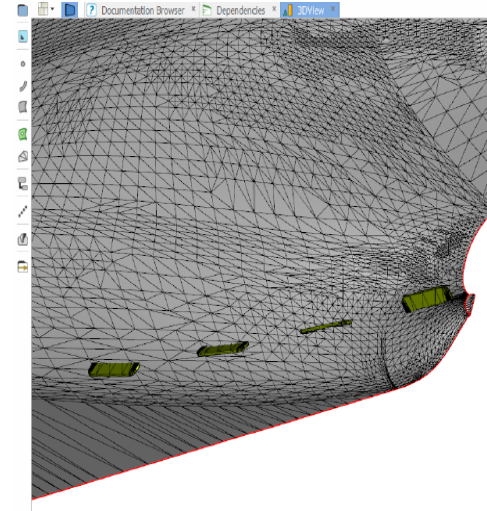 ? Documentation Browser × Dependencies × 3DView ×